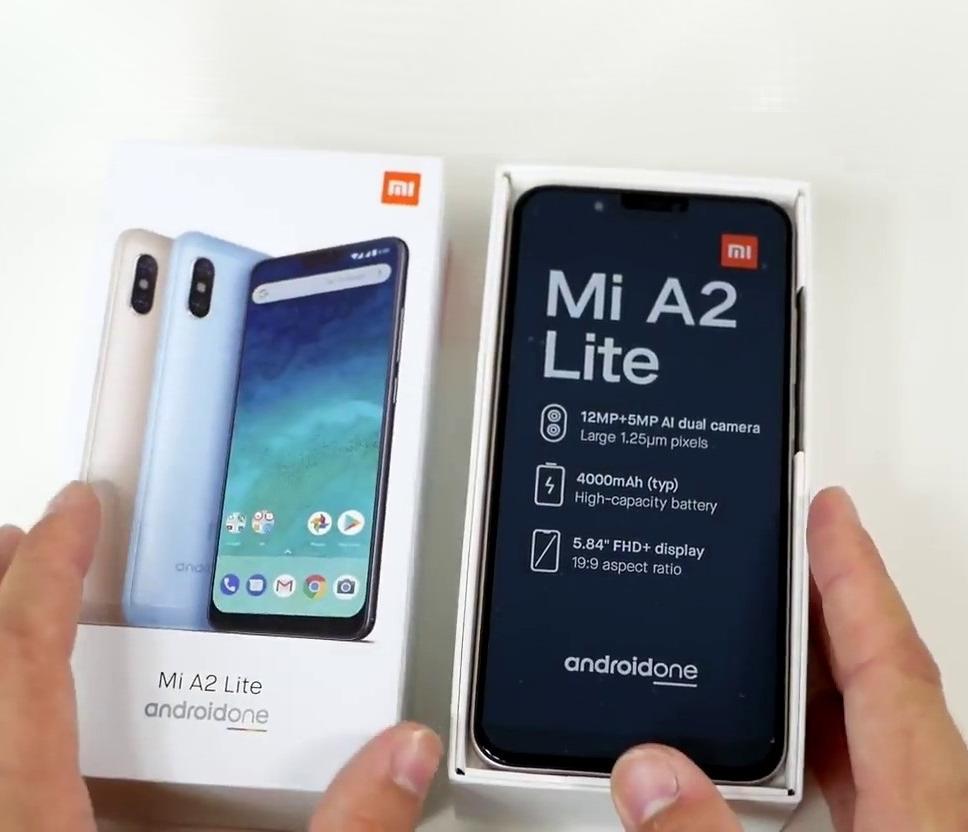 mi
andro
Mi A2 Lite
androidone
mi
Mi A2
Lite
12MP+5MP AI dual camera
Large 1.25μm pixels
4000mAh (typ)
High-capacity battery
5.84" FHD+ display
19:9 aspect ratio
androidone